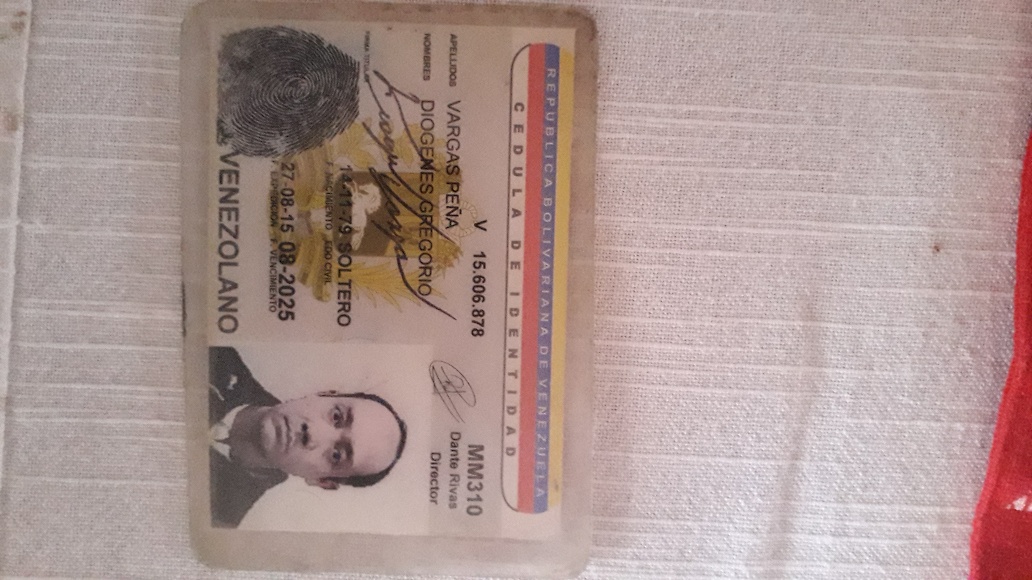 REPUBLICA BOLIVARIANA DE VENEZUELA
CEDULA DE IDENTIDAD
V 15.606.878 MM310
APELLIDOS VARGAS PEÑA Dante Rivas
NOMBRES DIOGENES GREGORIO Director
FIRMA TITULAR
14-11-79 SOLTERO
F. NACIMIENTO EDO CIVIL
27-08-15 08-2025
F. EXPEDICION F. VENCIMIENTO
VENEZOLANO